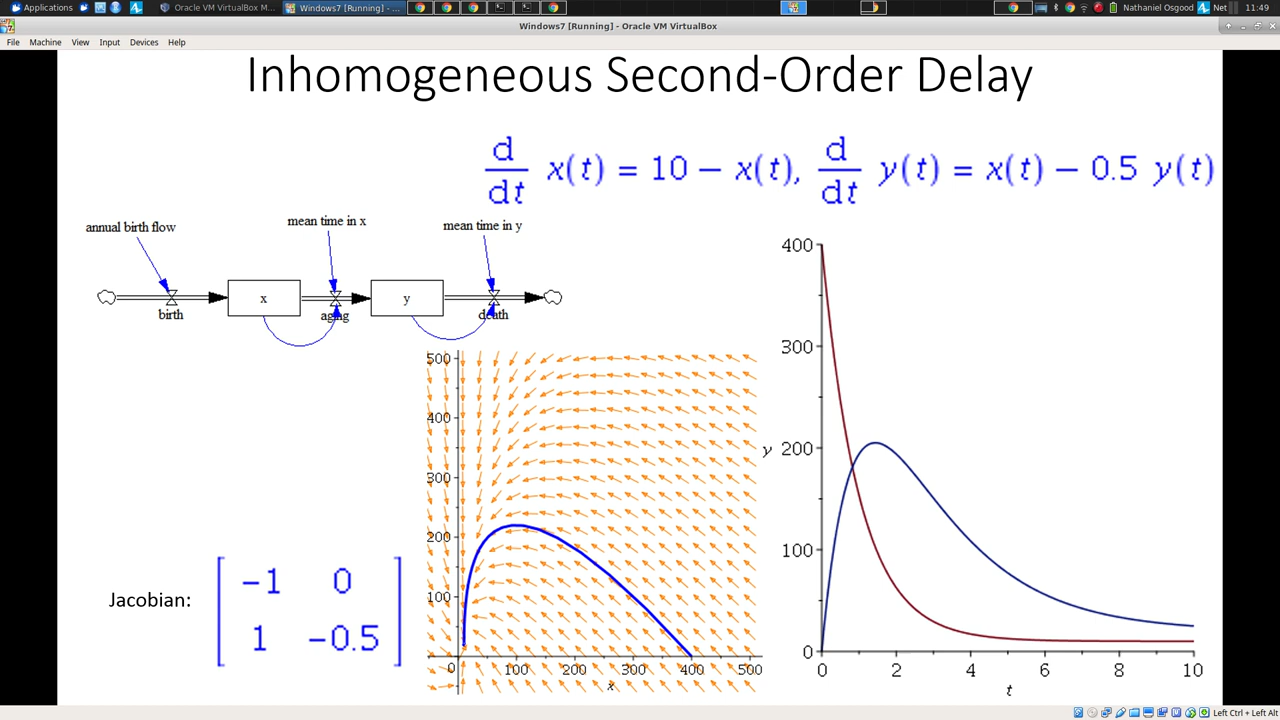 Applications
Oracle VM VirtualBox M...
Windows7 [Running] - ...
Nathaniel Osgood
Net
11:49
Windows7 [Running] - Oracle VM VirtualBox
File Machine View Input Devices Help
Inhomogeneous Second-Order Delay
d/dt x(t) = 10 − x(t), d/dt y(t) = x(t) − 0.5 y(t)
annual birth flow
mean time in x
mean time in y
x
y
birth
aging
death
500
400
300
200
100
0
100
200
300
400
500
x
y
400
300
200
100
0
0
2
4
6
8
10
t
Jacobian:
−1 0
1 −0.5
Left Ctrl + Left Alt